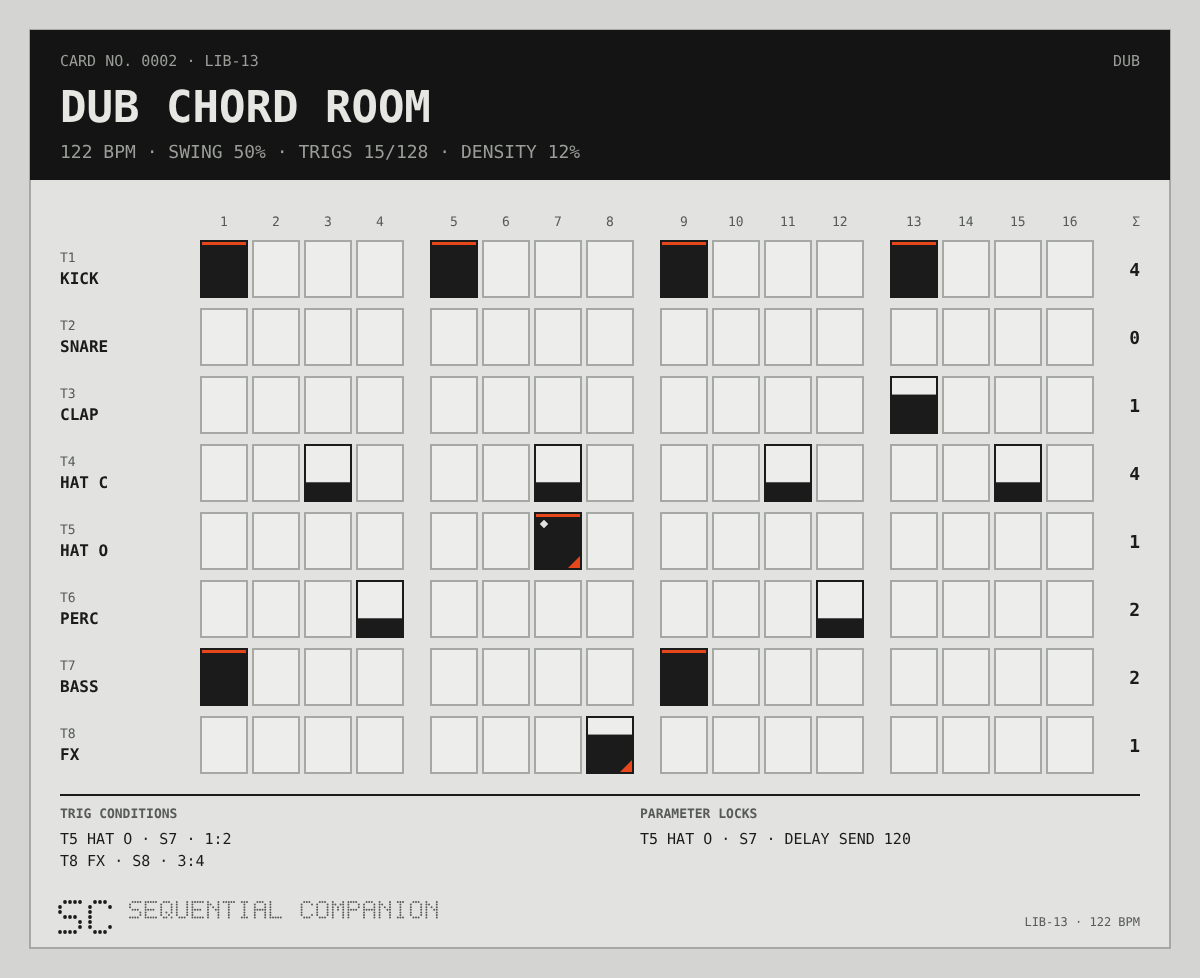 CARD NO. 0002 · LIB-13 DUB
DUB CHORD ROOM
122 BPM · SWING 50% · TRIGS 15/128 · DENSITY 12%
1 2 3 4 5 6 7 8 9 10 11 12 13 14 15 16 Σ
T1
KICK 4
T2
SNARE 0
T3
CLAP 1
T4
HAT C 4
T5
HAT O 1
T6
PERC 2
T7
BASS 2
T8
FX 1
TRIG CONDITIONS PARAMETER LOCKS
T5 HAT O · S7 · 1:2 T5 HAT O · S7 · DELAY SEND 120
T8 FX · S8 · 3:4
SC SEQUENTIAL COMPANION
LIB-13 · 122 BPM